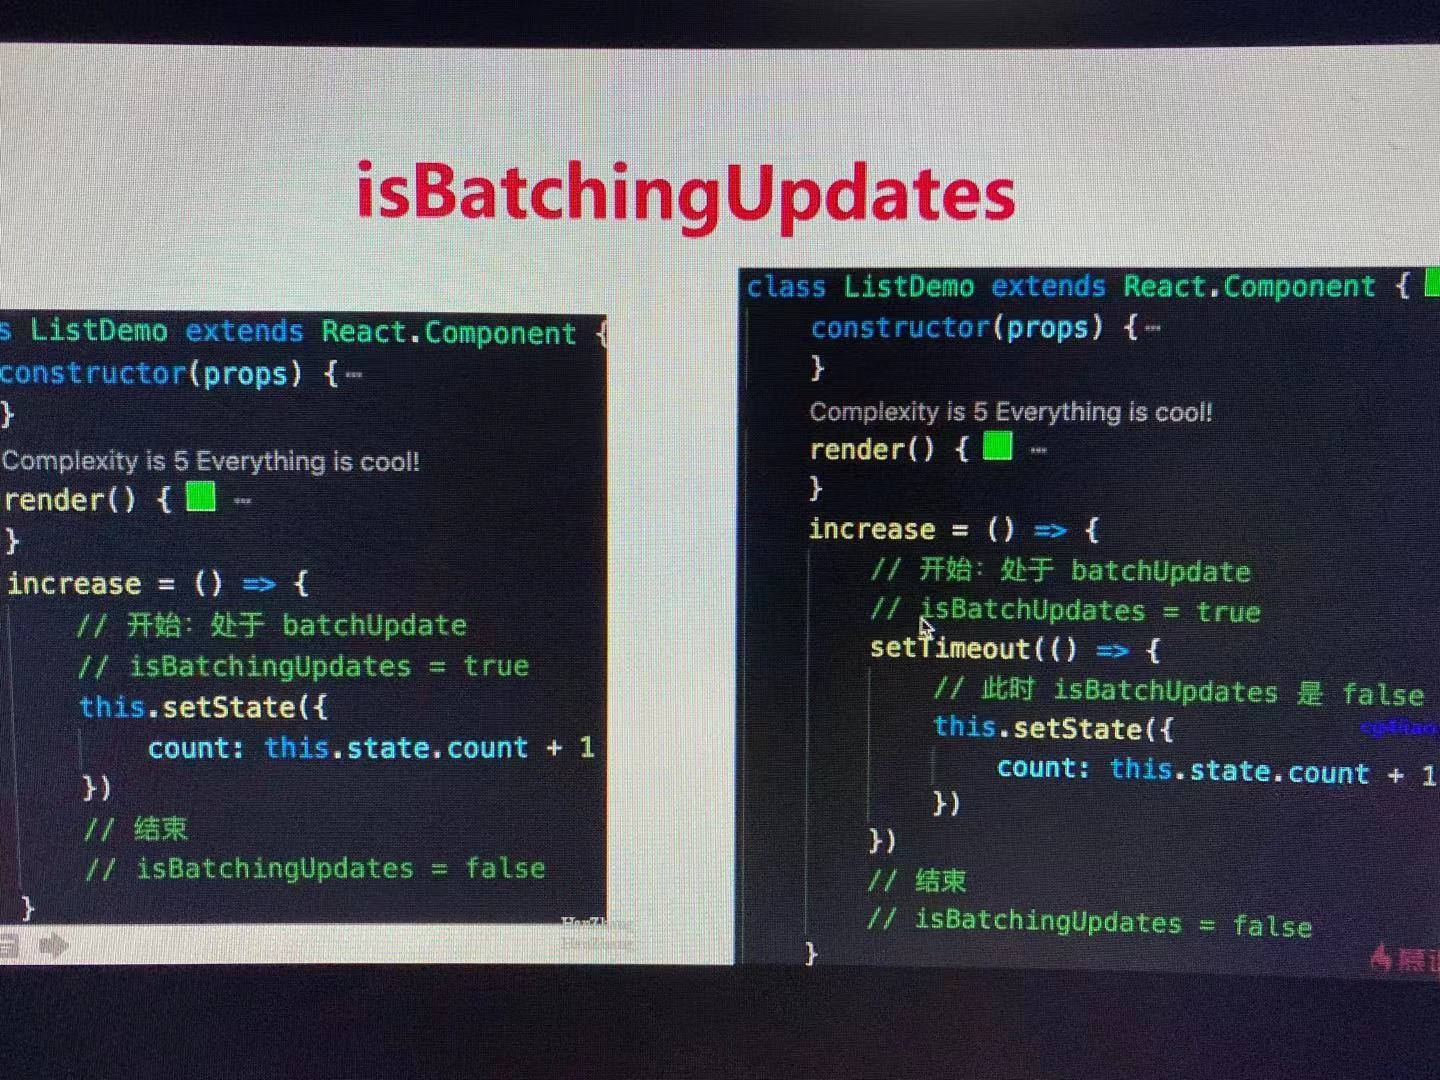 isBatchingUpdates
s ListDemo extends React.Component {
constructor(props) {
}
Complexity is 5 Everything is cool!
render() {
}
increase = () => {
// 开始：处于 batchUpdate
// isBatchingUpdates = true
this.setState({
count: this.state.count + 1
})
// 结束
// isBatchingUpdates = false
}
class ListDemo extends React.Component {
constructor(props) {
}
Complexity is 5 Everything is cool!
render() {
}
increase = () => {
// 开始：处于 batchUpdate
// isBatchUpdates = true
setTimeout(() => {
// 此时 isBatchUpdates 是 false
this.setState({
count: this.state.count + 1
})
})
// 结束
// isBatchingUpdates = false
}